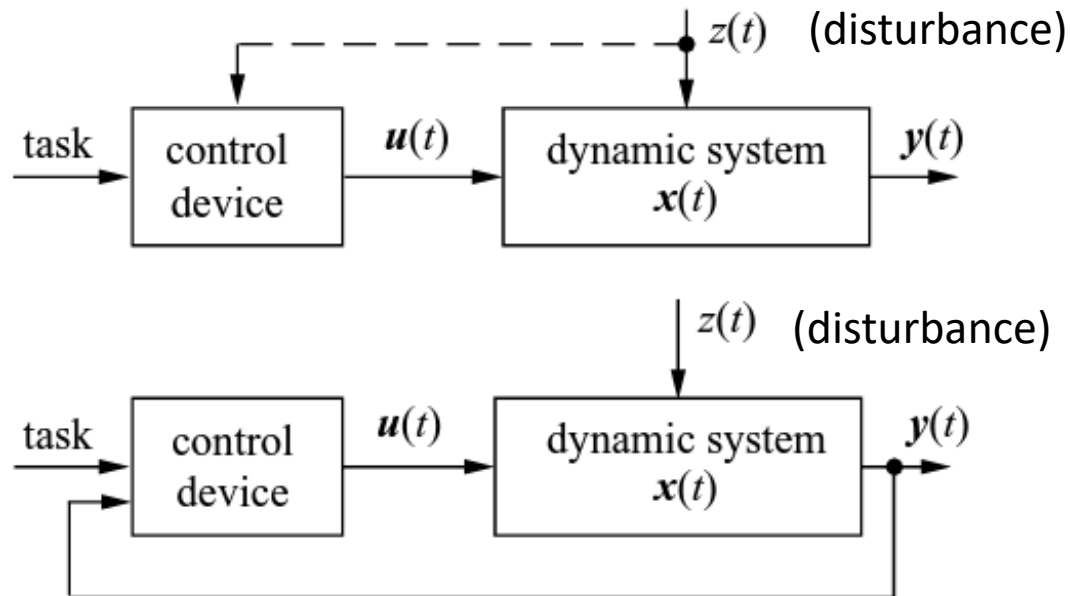 z(t) (disturbance)
task
control
device
u(t)
dynamic system
x(t)
y(t)
z(t) (disturbance)
task
control
device
u(t)
dynamic system
x(t)
y(t)